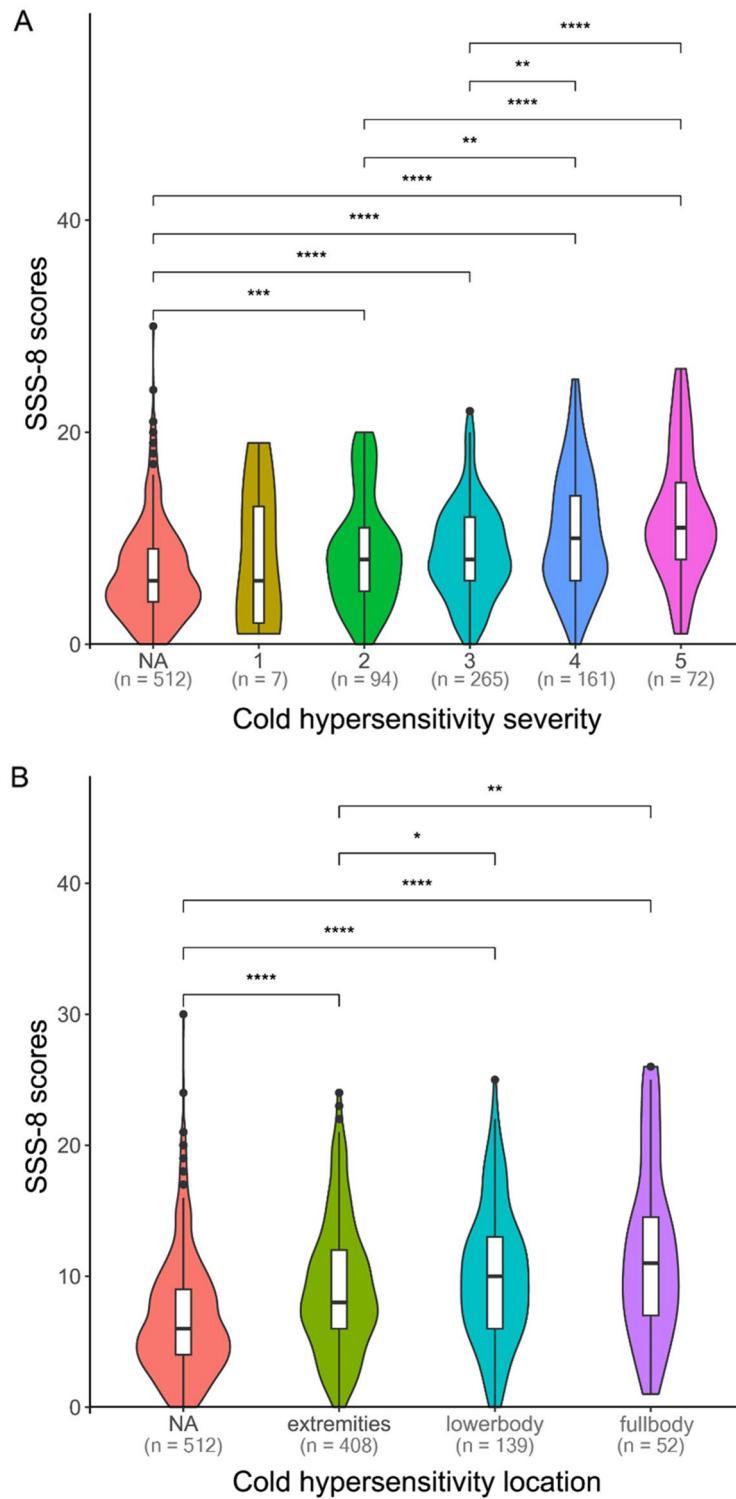 A
****
**
****
**
****
****
****
***
40
20
0
SSS-8 scores
NA 1 2 3 4 5
(n = 512) (n = 7) (n = 94) (n = 265) (n = 161) (n = 72)
Cold hypersensitivity severity
B
**
*
****
****
****
40
30
20
10
0
SSS-8 scores
NA extremities lowerbody fullbody
(n = 512) (n = 408) (n = 139) (n = 52)
Cold hypersensitivity location